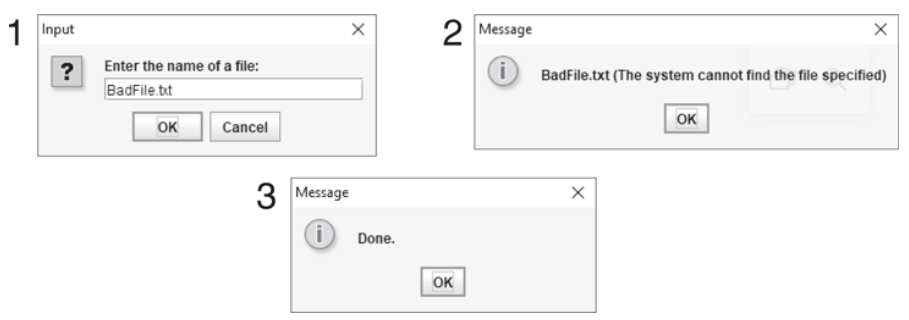 1
Input
?
Enter the name of a file:
BadFile.txt
OK Cancel
2
Message
i
BadFile.txt (The system cannot find the file specified)
OK
3
Message
i
Done.
OK